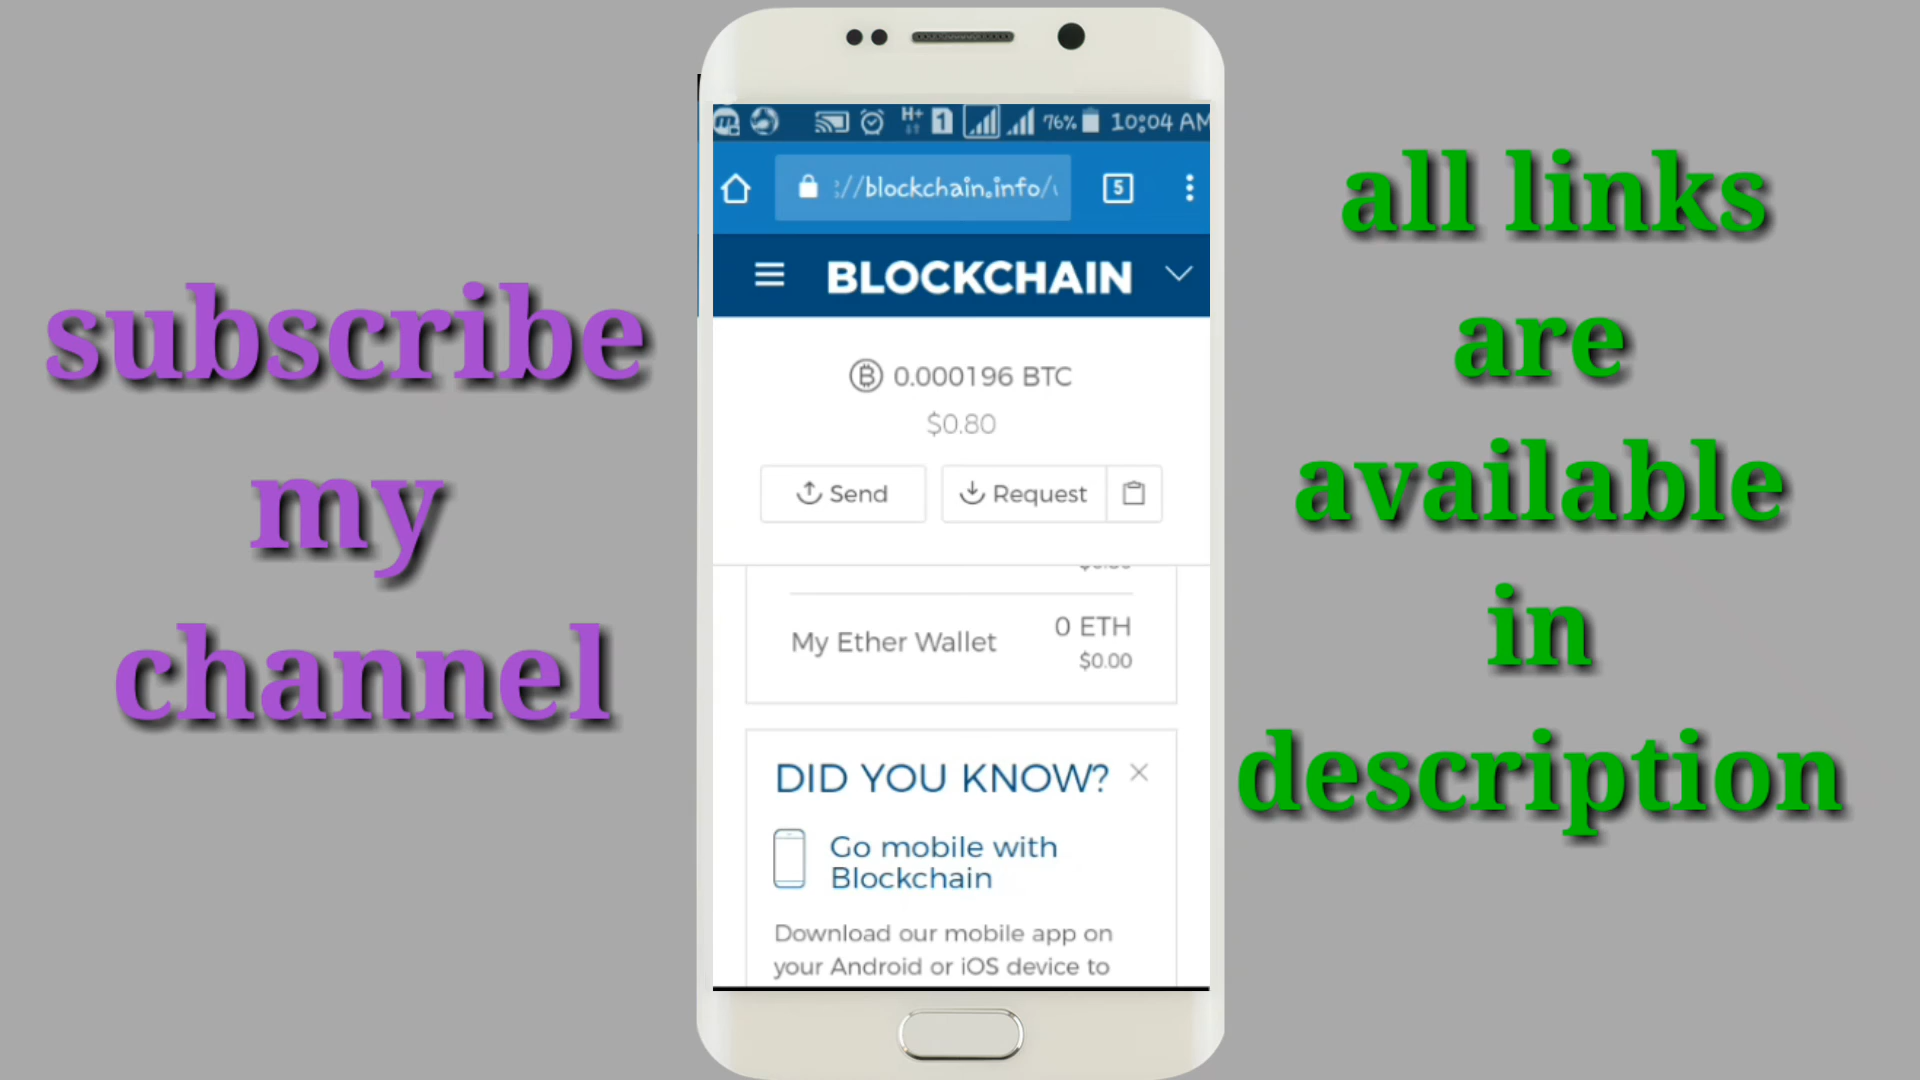 subscribe
my
channel
H+ 1 76% 10:04 AM
://blockchain.info/
5
BLOCKCHAIN
0.000196 BTC
$0.80
Send
Request
My Ether Wallet
0 ETH
$0.00
DID YOU KNOW?
Go mobile with
Blockchain
Download our mobile app on
your Android or iOS device to
all links
are
available
in
description